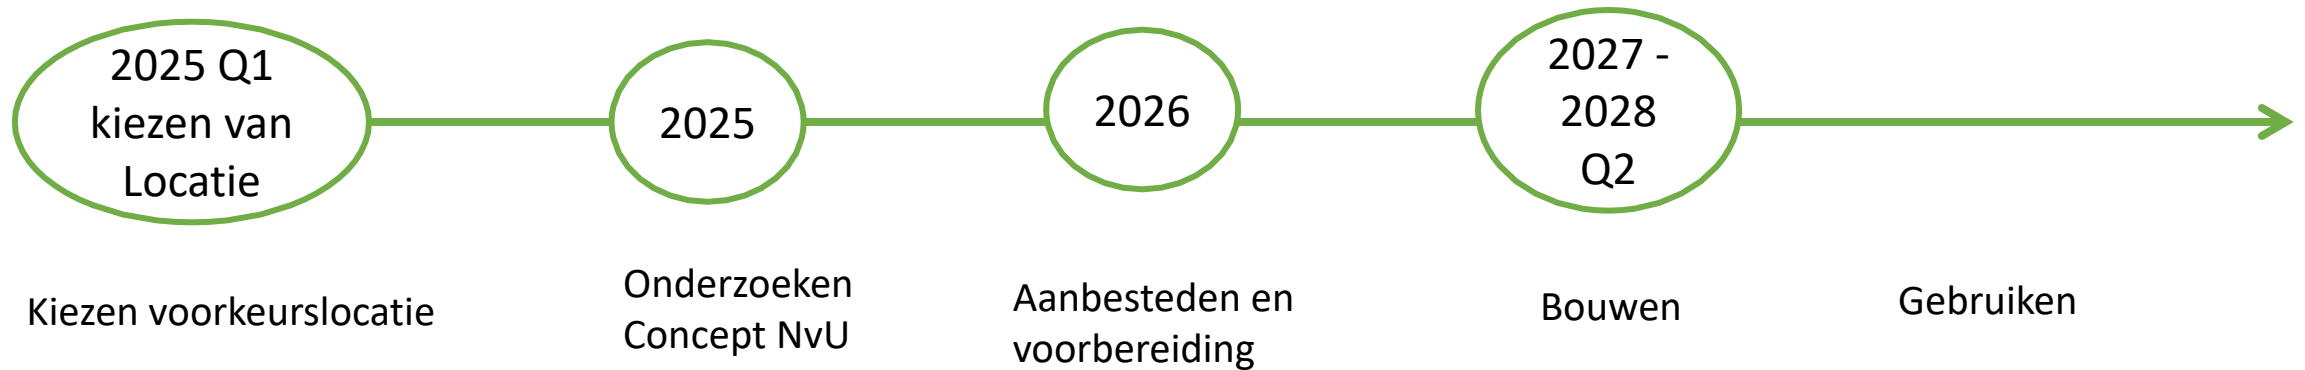 2025 Q1
kiezen van
Locatie
2025
2026
2027 -
2028
Q2
Kiezen voorkeurslocatie
Onderzoeken
Concept NvU
Aanbesteden en
voorbereiding
Bouwen
Gebruiken